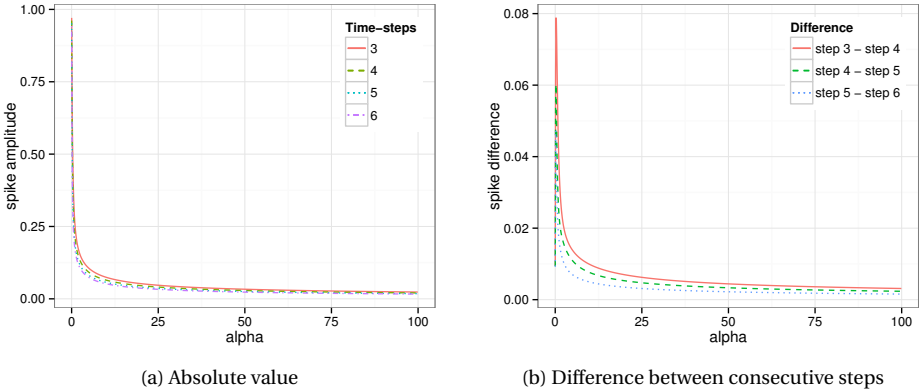 1.00
0.75
0.50
0.25
0.00
spike amplitude
0
25
50
75
100
alpha
Time−steps
3
4
5
6
(a) Absolute value
0.08
0.06
0.04
0.02
0.00
spike difference
0
25
50
75
100
alpha
Difference
step 3 − step 4
step 4 − step 5
step 5 − step 6
(b) Difference between consecutive steps